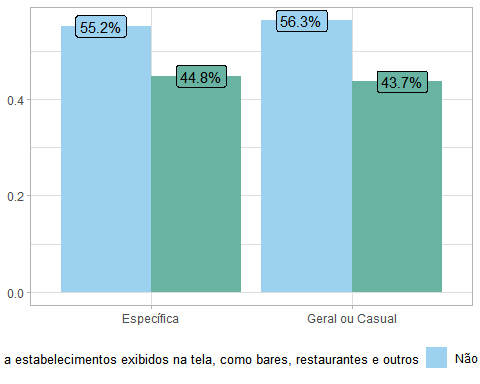 55.2%
56.3%
44.8%
43.7%
0.4
0.2
0.0
Específica
Geral ou Casual
a estabelecimentos exibidos na tela, como bares, restaurantes e outros
Não